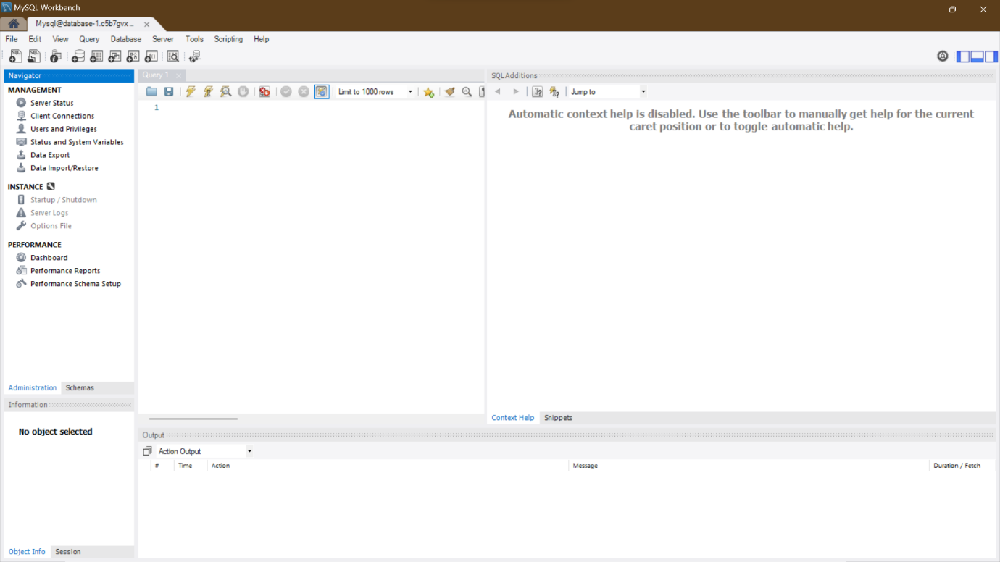 MySQL Workbench
Mysql@database-1.c5b7gvx...
File Edit View Query Database Server Tools Scripting Help
Navigator
MANAGEMENT
Server Status
Client Connections
Users and Privileges
Status and System Variables
Data Export
Data Import/Restore
INSTANCE
Startup / Shutdown
Server Logs
Options File
PERFORMANCE
Dashboard
Performance Reports
Performance Schema Setup
Administration Schemas
Information
No object selected
Object Info Session
Query 1
Limit to 1000 rows
1
SQLAdditions
Jump to
Automatic context help is disabled. Use the toolbar to manually get help for the current
caret position or to toggle automatic help.
Context Help Snippets
Output
Action Output
# Time Action Message Duration / Fetch